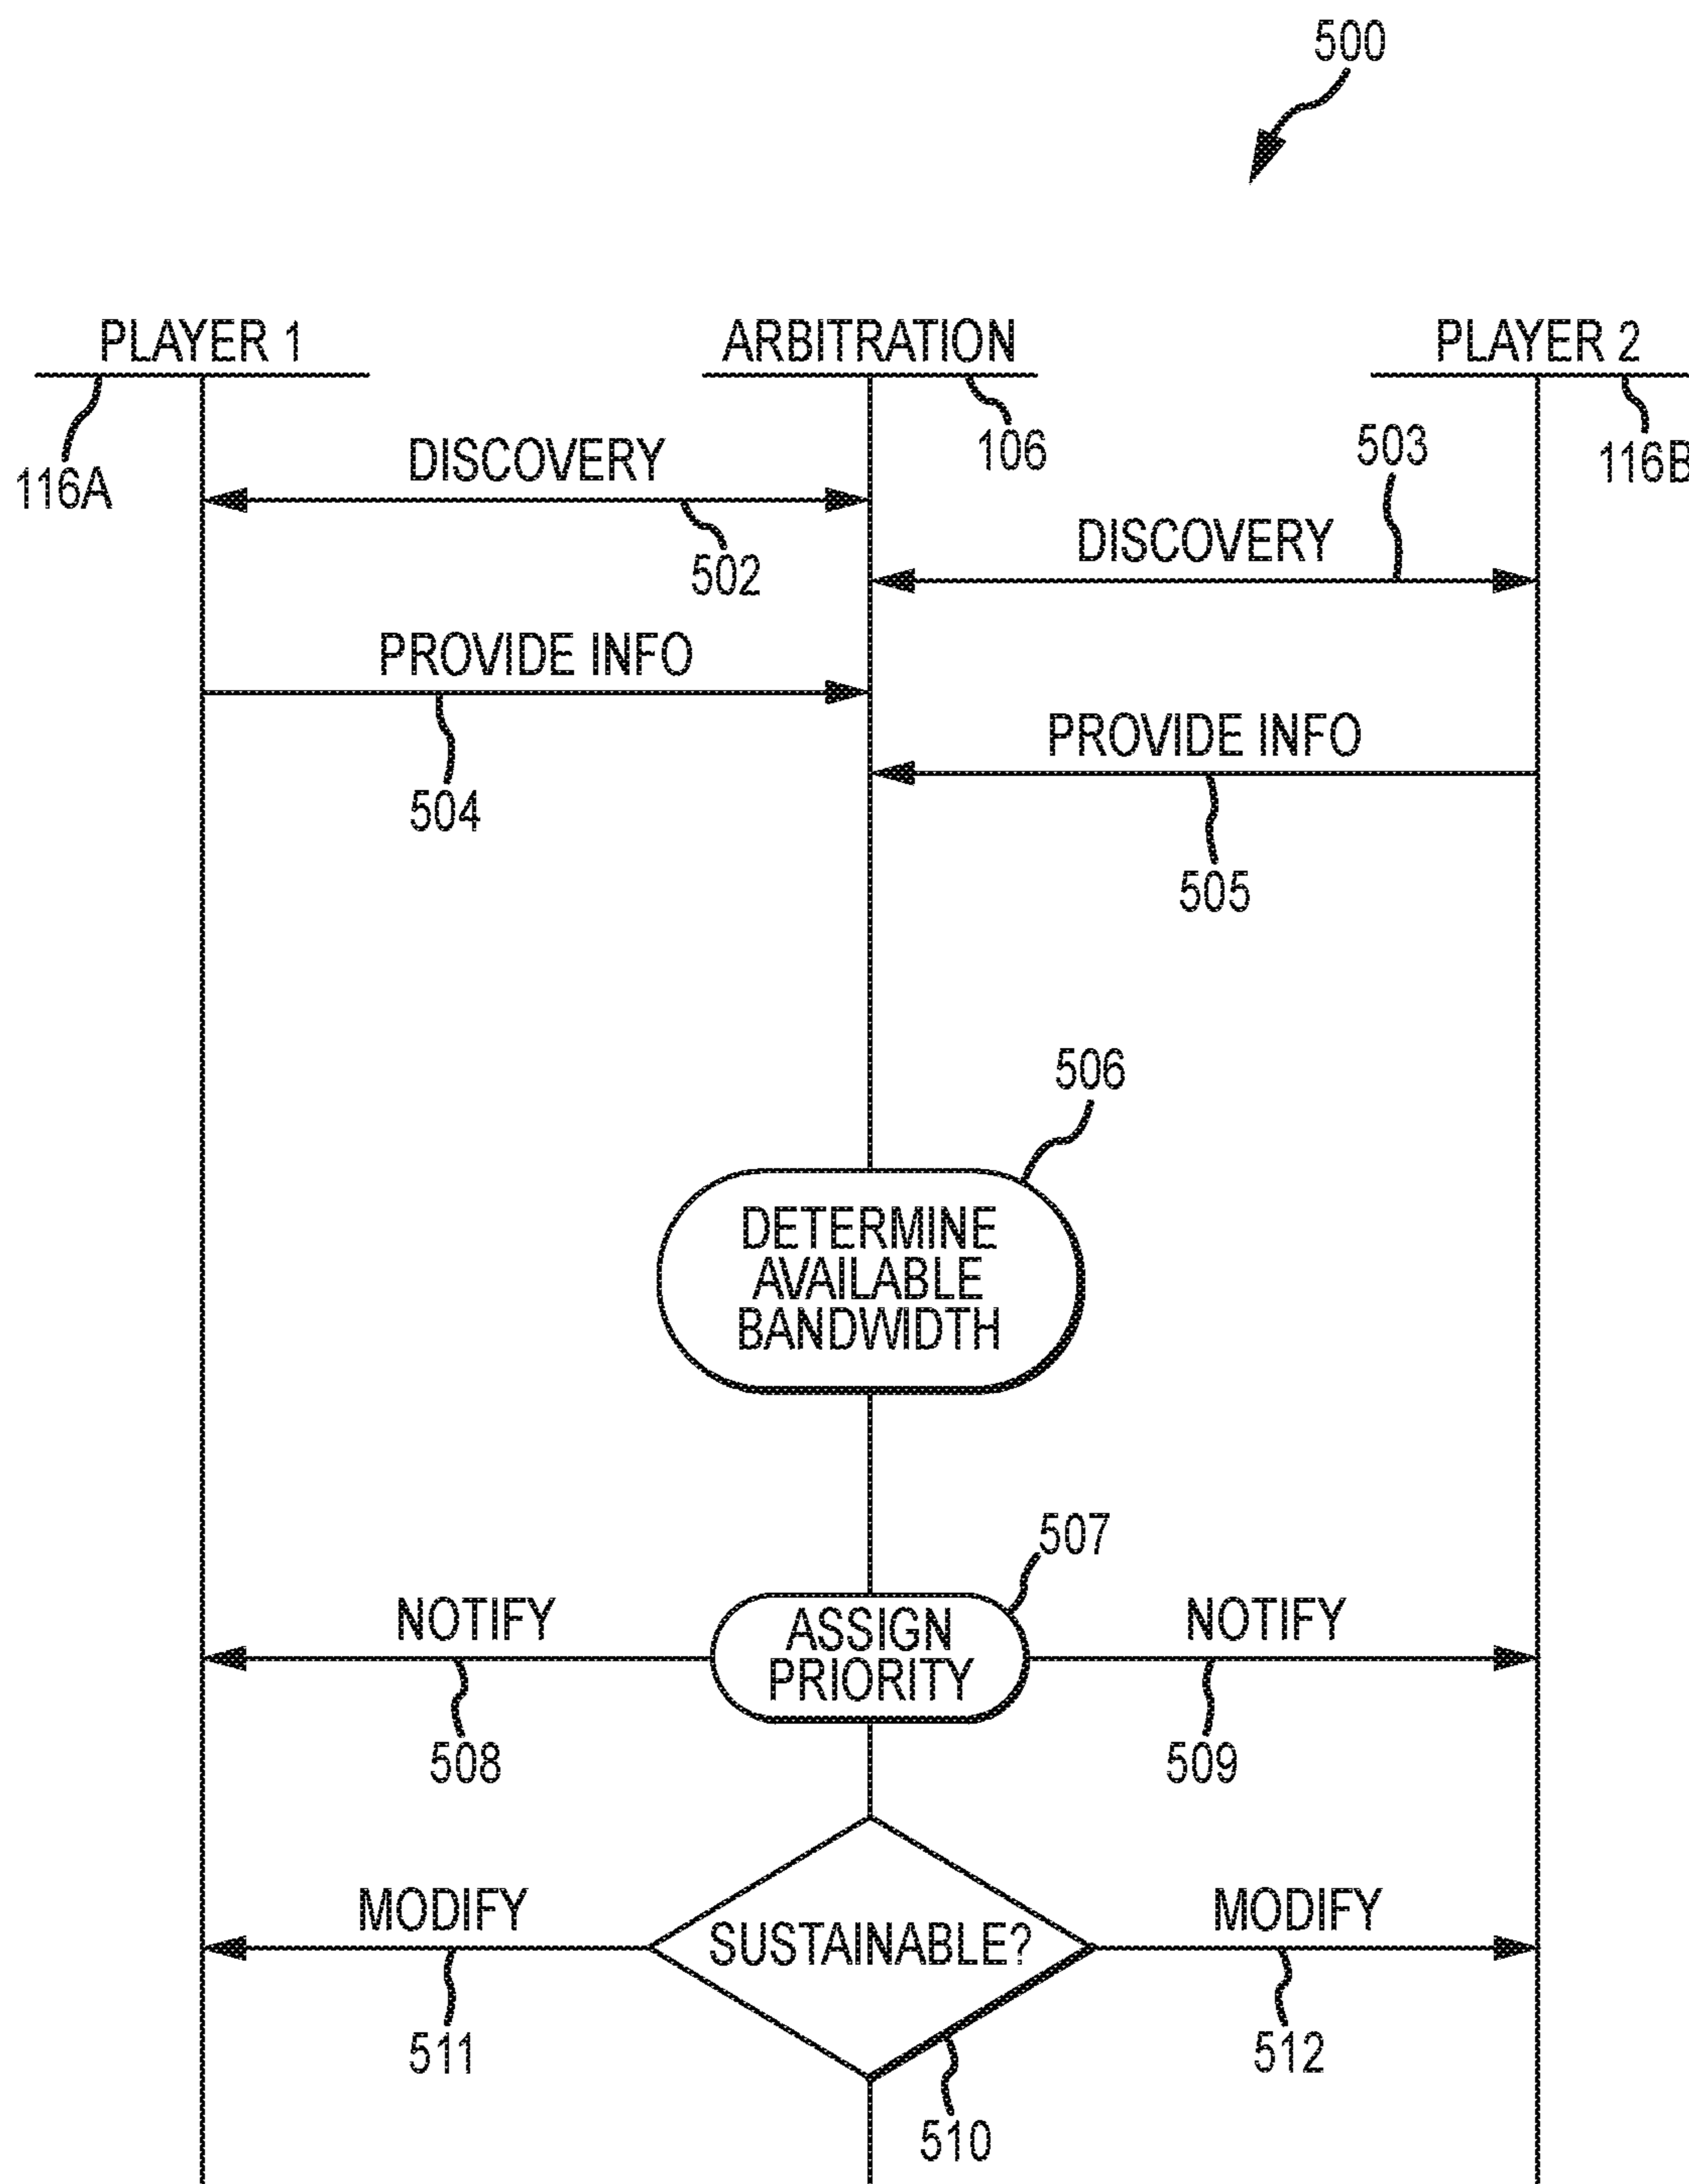 500
PLAYER 1
ARBITRATION
PLAYER 2
116A
106
116B
DISCOVERY
502
503
DISCOVERY
PROVIDE INFO
504
PROVIDE INFO
505
506
DETERMINE
AVAILABLE
BANDWIDTH
507
NOTIFY
ASSIGN
PRIORITY
NOTIFY
508
509
MODIFY
SUSTAINABLE?
MODIFY
511
512
510